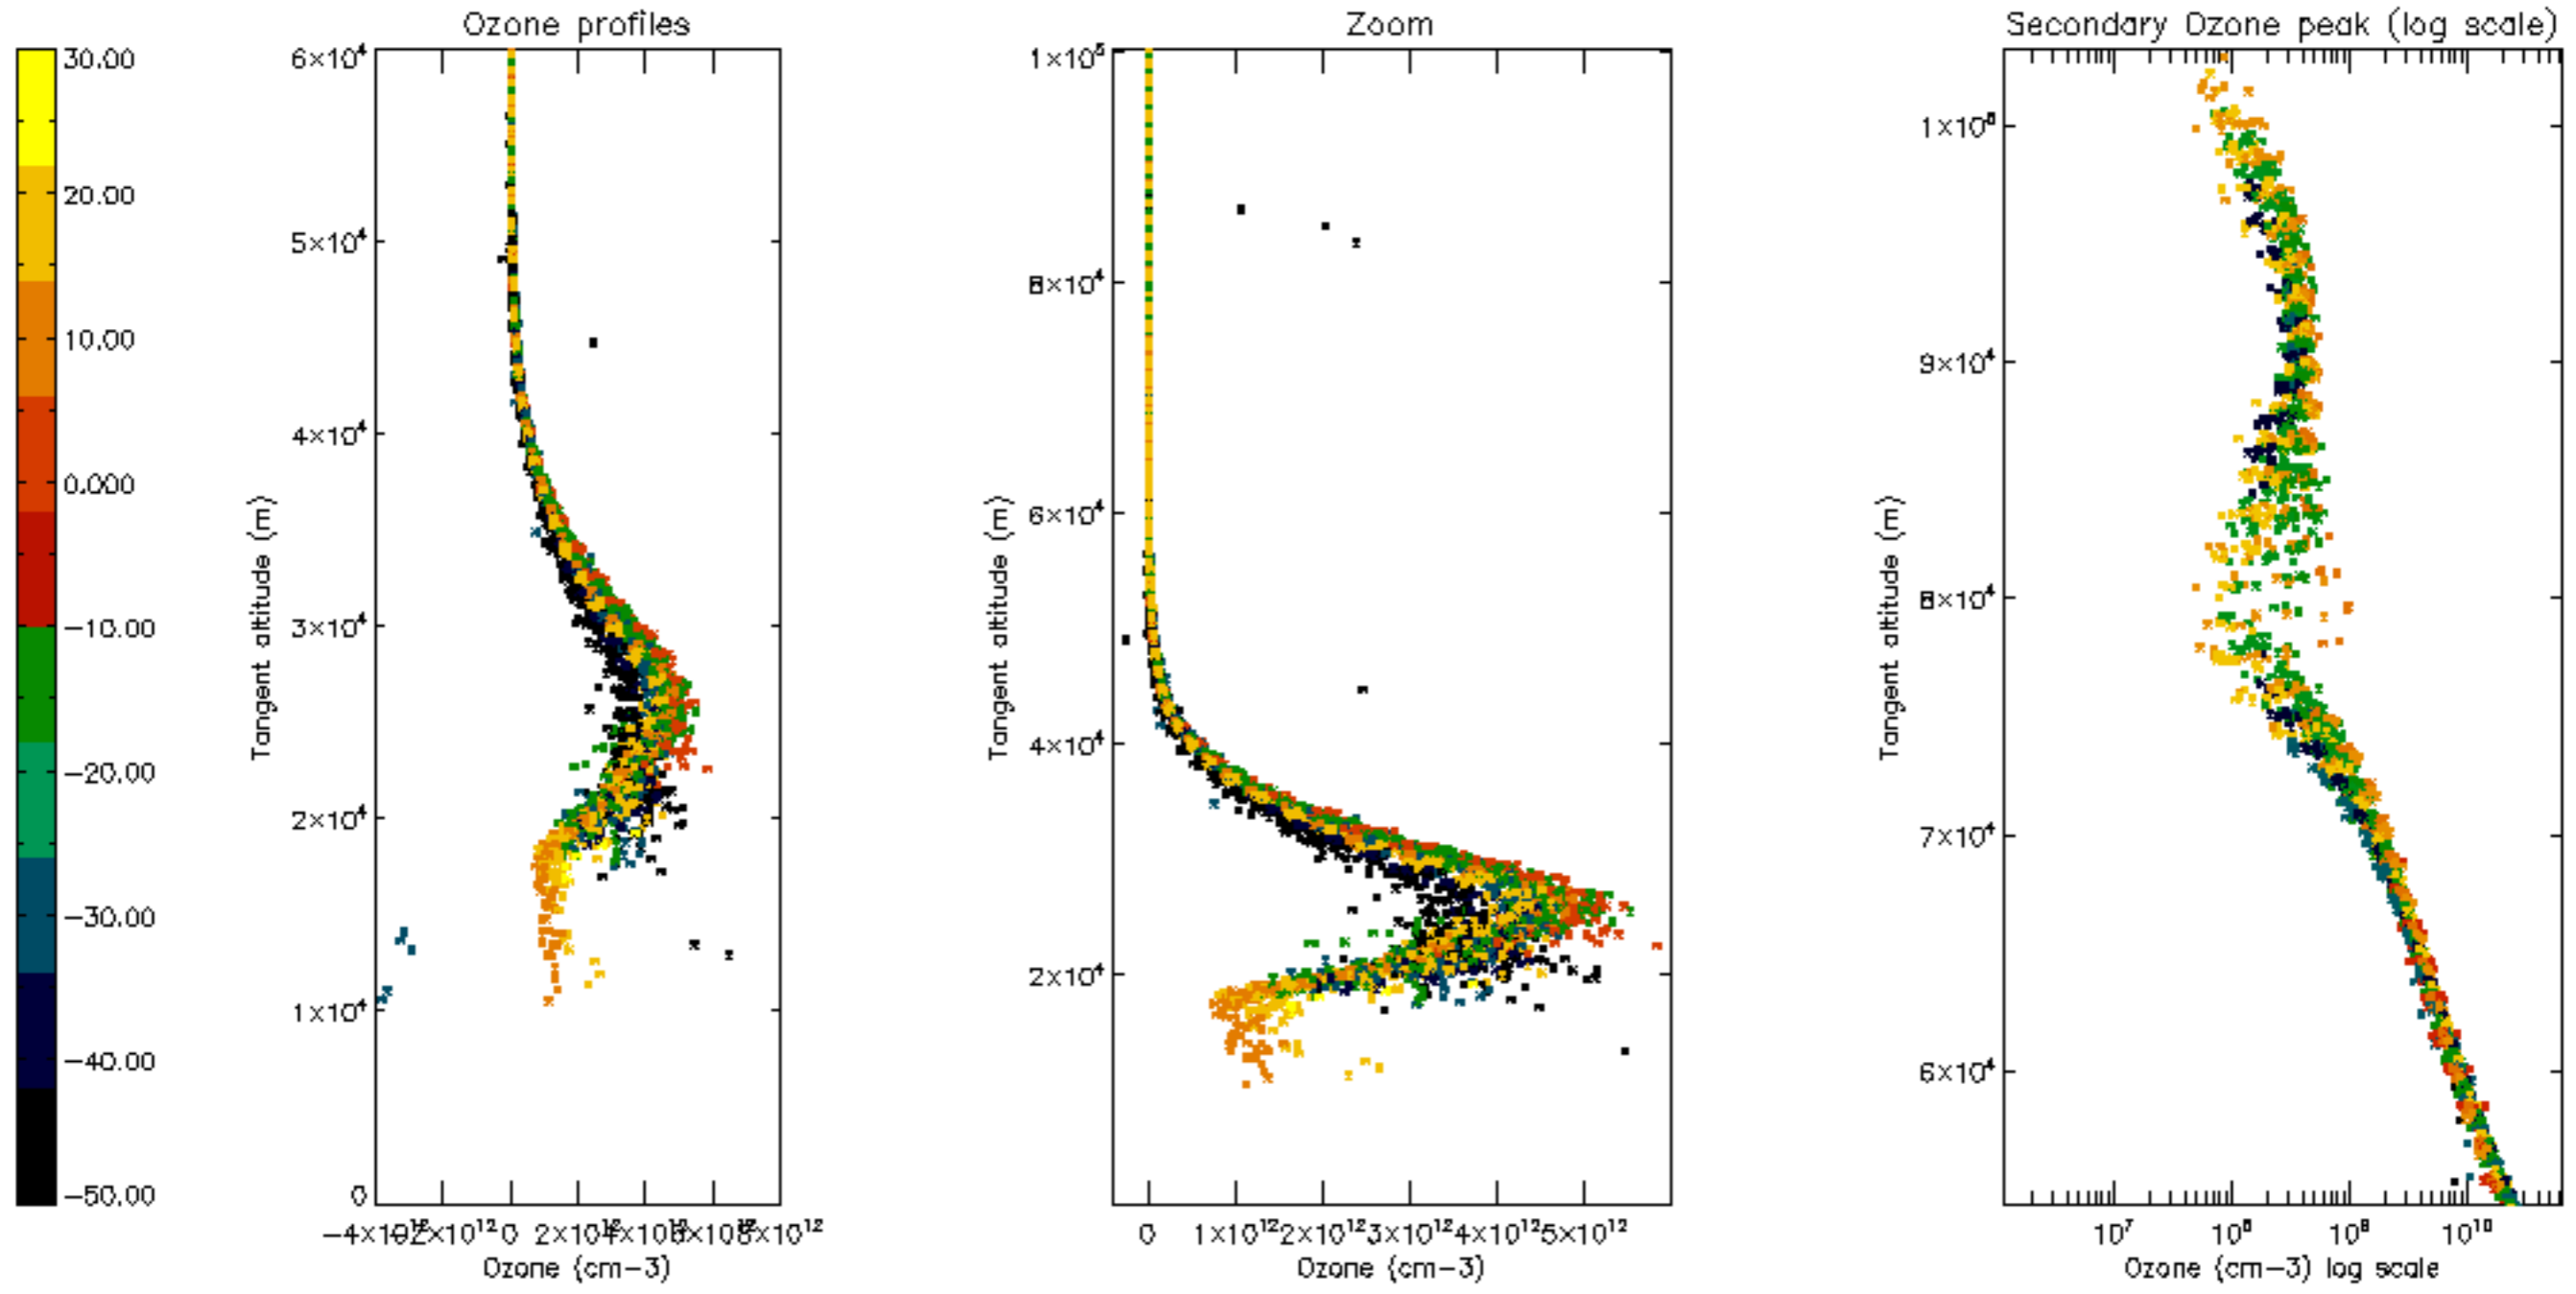 Ozone profiles
Zoom
Secondary Ozone peak (log scale)
30.00
20.00
10.00
0.000
-10.00
-20.00
-30.00
-40.00
-50.00
6×10⁴
5×10⁴
4×10⁴
3×10⁴
2×10⁴
1×10⁴
0
Tangent altitude (m)
0
Ozone (cm-3)
1×10⁵
8×10⁴
6×10⁴
4×10⁴
2×10⁴
Tangent altitude (m)
0 1×10¹² 2×10¹² 3×10¹² 4×10¹² 5×10¹²
Ozone (cm-3)
1×10⁵
9×10⁴
8×10⁴
7×10⁴
6×10⁴
Tangent altitude (m)
10⁷ 10⁸ 10⁹ 10¹⁰
Ozone (cm-3) log scale